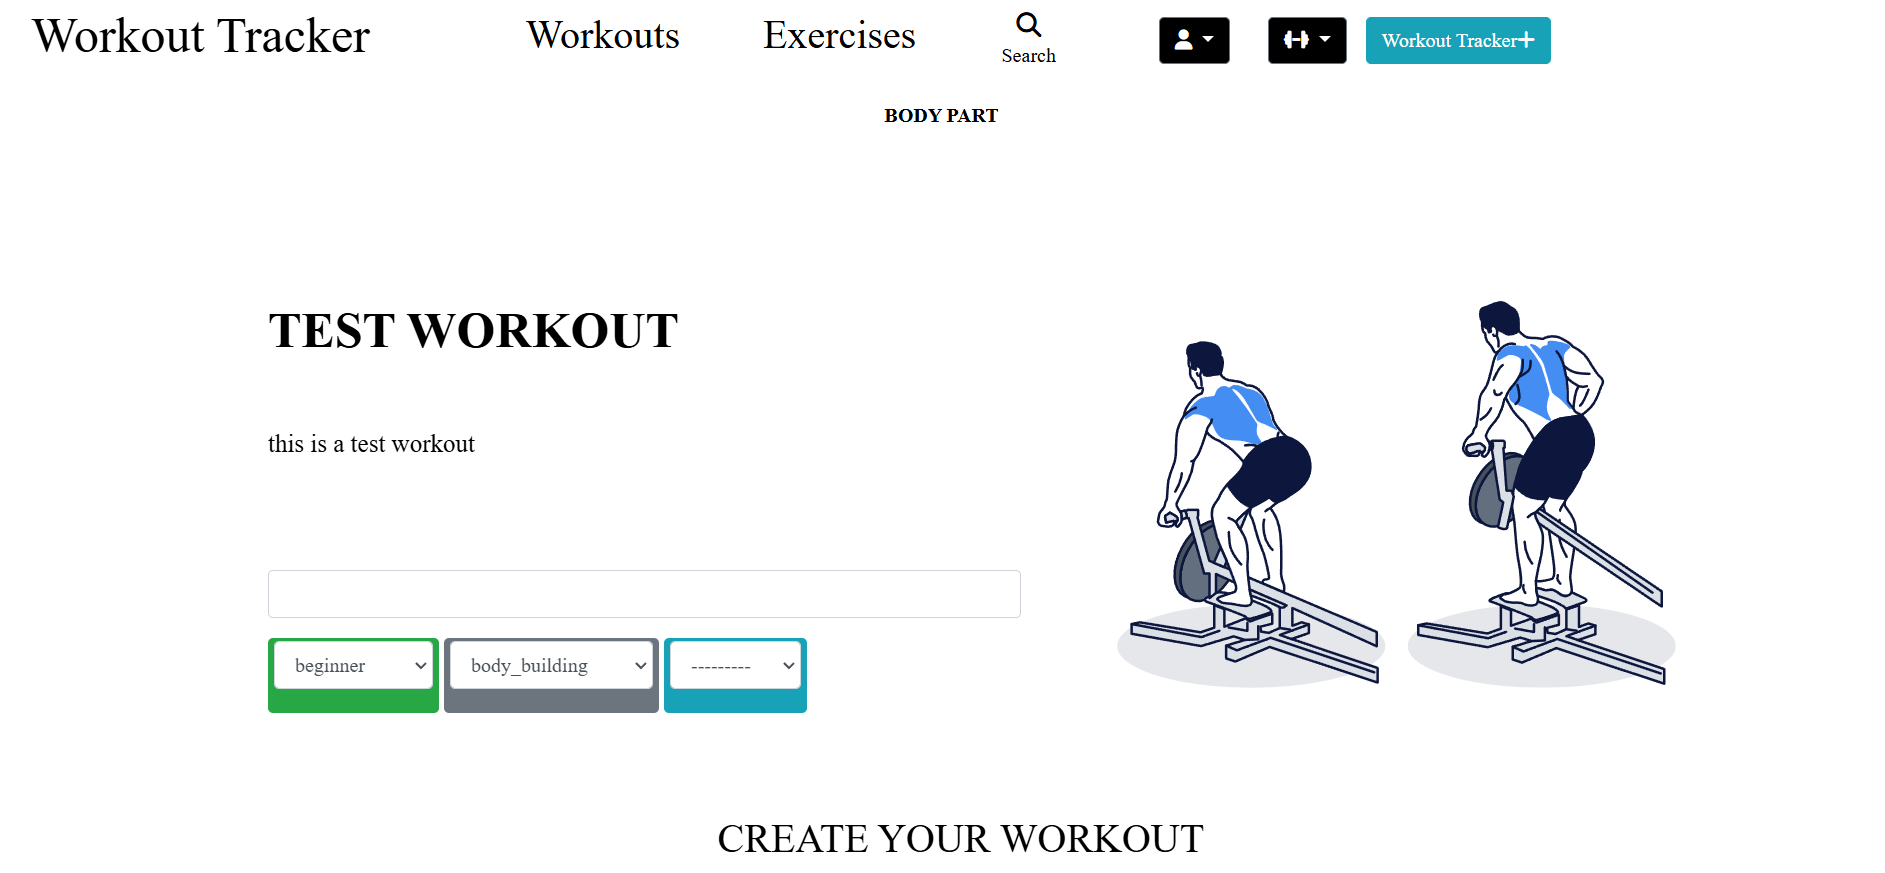 Workout Tracker
Workouts
Exercises
Search
Workout Tracker+
BODY PART
TEST WORKOUT
this is a test workout
beginner
body_building
---------
CREATE YOUR WORKOUT